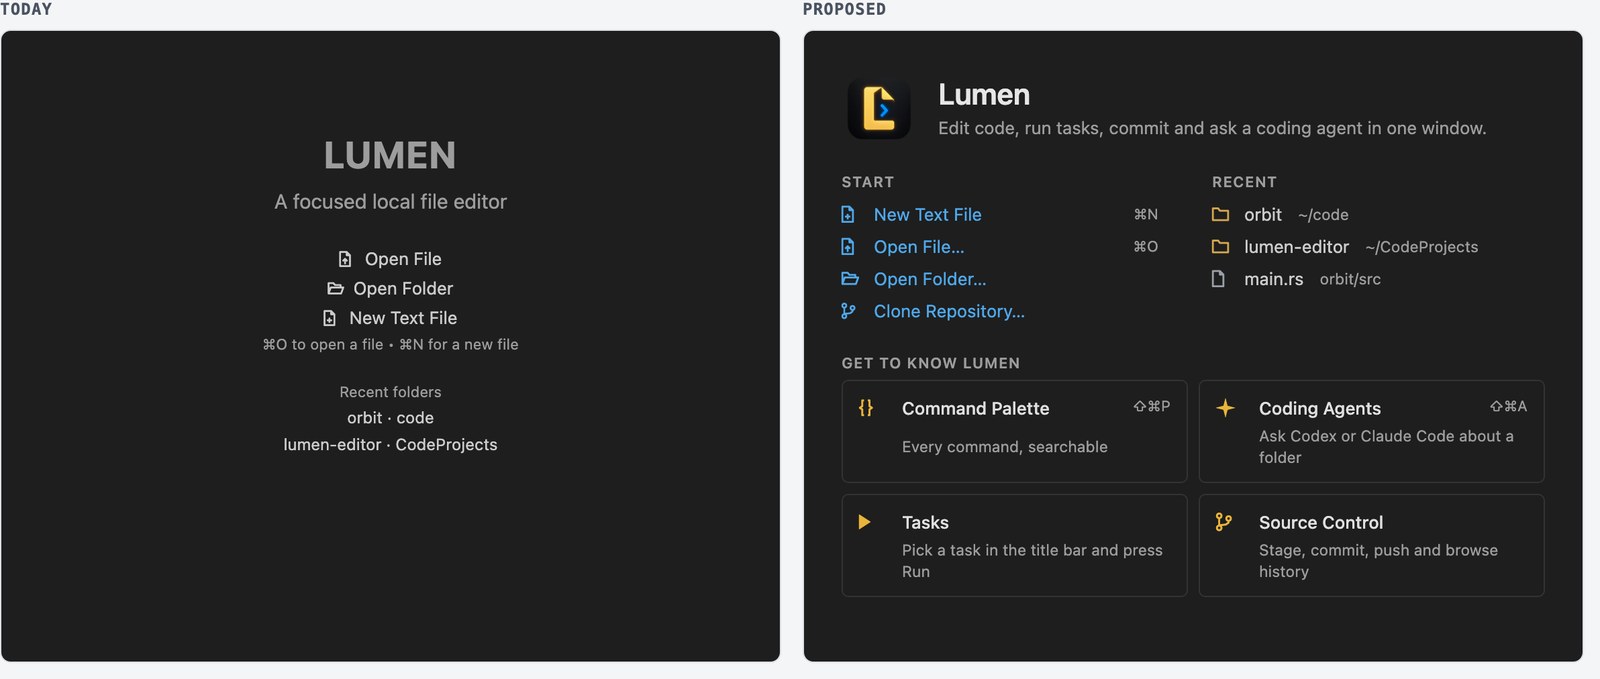 TODAY
LUMEN
A focused local file editor
Open File
Open Folder
New Text File
⌘O to open a file • ⌘N for a new file
Recent folders
orbit · code
lumen-editor · CodeProjects
PROPOSED
Lumen
Edit code, run tasks, commit and ask a coding agent in one window.
START
New Text File ⌘N
Open File... ⌘O
Open Folder...
Clone Repository...
RECENT
orbit ~/code
lumen-editor ~/CodeProjects
main.rs orbit/src
GET TO KNOW LUMEN
Command Palette ⇧⌘P
Every command, searchable
Coding Agents ⇧⌘A
Ask Codex or Claude Code about a
folder
Tasks
Pick a task in the title bar and press
Run
Source Control
Stage, commit, push and browse
history